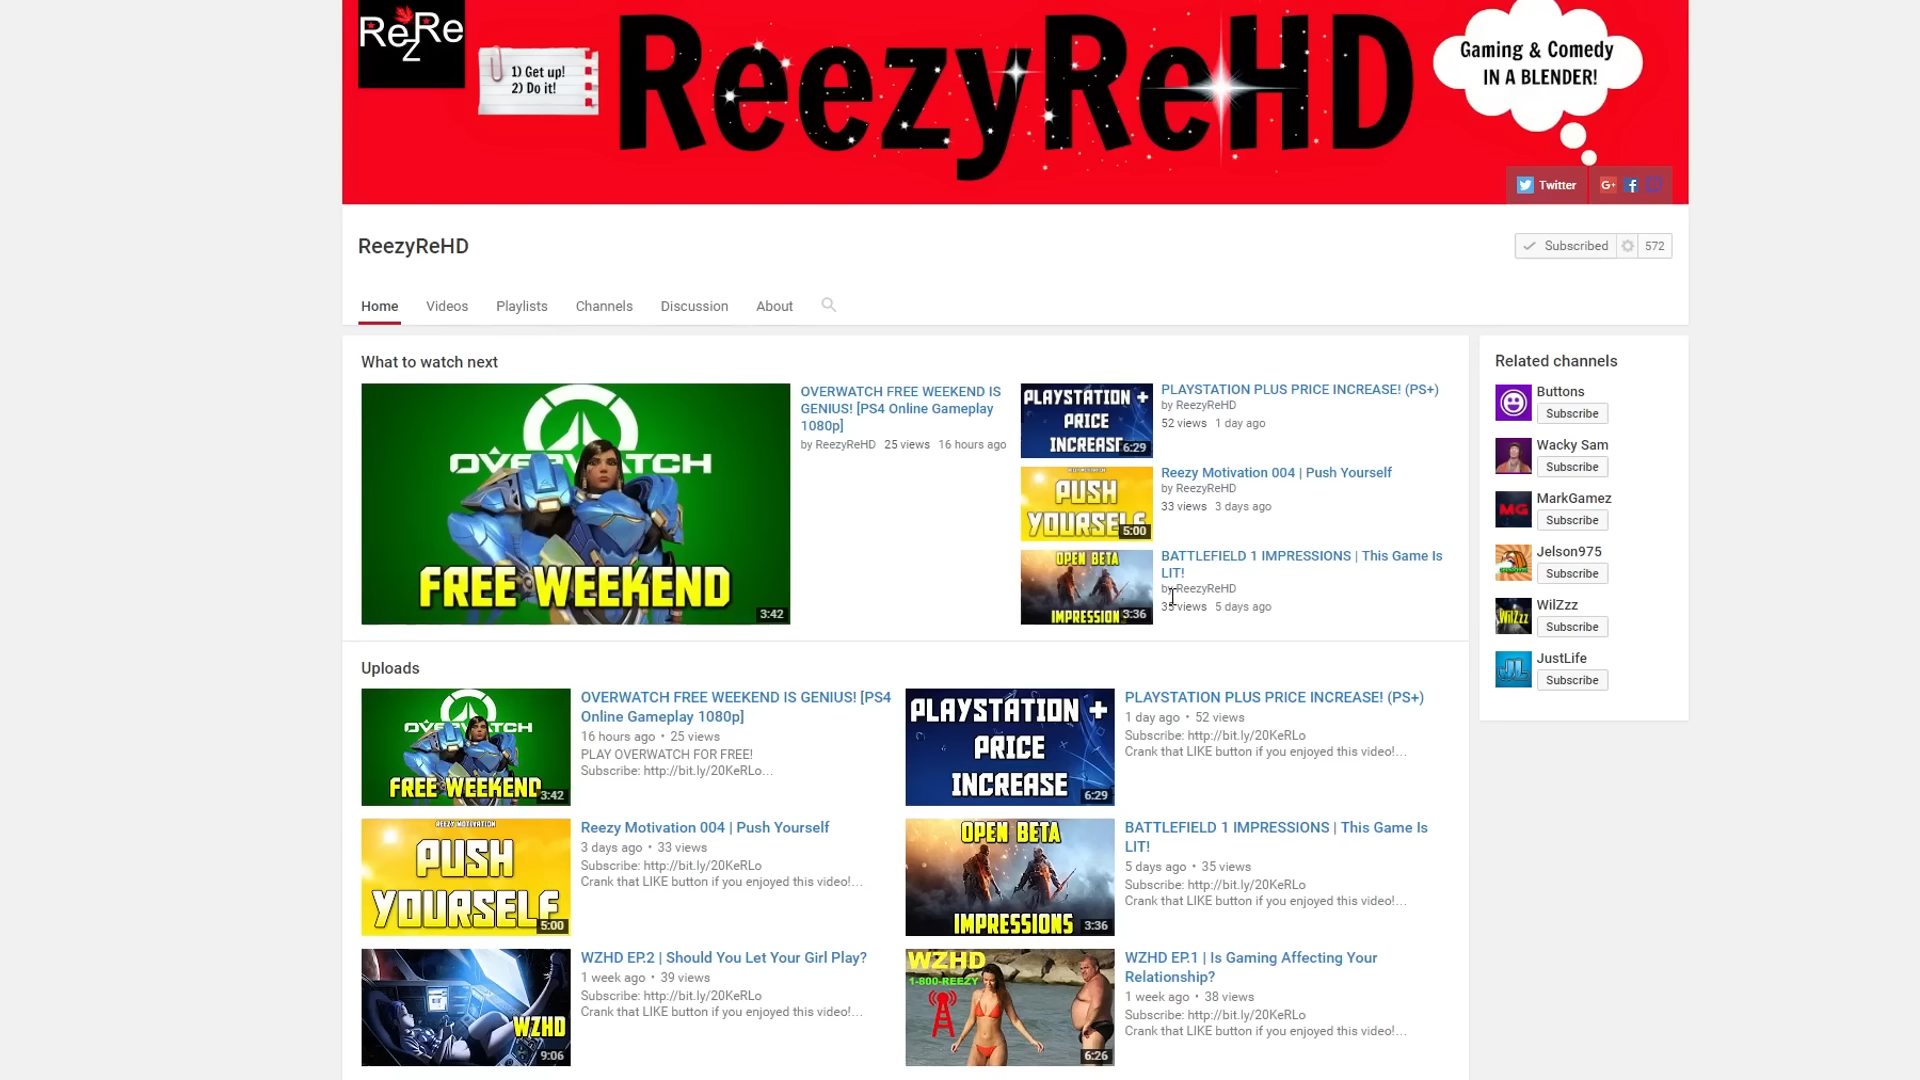 ReZRe
1) Get up!
2) Do it!
ReezyReHD
Gaming & Comedy
IN A BLENDER!
Twitter
G+
ReezyReHD
Subscribed
572
Home
Videos
Playlists
Channels
Discussion
About
What to watch next
OVERWATCH
FREE WEEKEND
3:42
OVERWATCH FREE WEEKEND IS
GENIUS! [PS4 Online Gameplay
1080p]
by ReezyReHD 25 views 16 hours ago
PLAYSTATION +
PRICE
INCREASE
6:29
PLAYSTATION PLUS PRICE INCREASE! (PS+)
by ReezyReHD
52 views 1 day ago
REEZY MOTIVATION
PUSH
YOURSELF
5:00
Reezy Motivation 004 | Push Yourself
by ReezyReHD
33 views 3 days ago
OPEN BETA
IMPRESSION
3:36
BATTLEFIELD 1 IMPRESSIONS | This Game Is
LIT!
by ReezyReHD
35 views 5 days ago
Uploads
OVERWATCH
FREE WEEKEND
3:42
OVERWATCH FREE WEEKEND IS GENIUS! [PS4
Online Gameplay 1080p]
16 hours ago • 25 views
PLAY OVERWATCH FOR FREE!
Subscribe: http://bit.ly/20KeRLo...
PLAYSTATION +
PRICE
INCREASE
6:29
PLAYSTATION PLUS PRICE INCREASE! (PS+)
1 day ago • 52 views
Subscribe: http://bit.ly/20KeRLo
Crank that LIKE button if you enjoyed this video!...
REEZY MOTIVATION
PUSH
YOURSELF
5:00
Reezy Motivation 004 | Push Yourself
3 days ago • 33 views
Subscribe: http://bit.ly/20KeRLo
Crank that LIKE button if you enjoyed this video!...
OPEN BETA
IMPRESSIONS
3:36
BATTLEFIELD 1 IMPRESSIONS | This Game Is
LIT!
5 days ago • 35 views
Subscribe: http://bit.ly/20KeRLo
Crank that LIKE button if you enjoyed this video!...
WZHD
9:06
WZHD EP.2 | Should You Let Your Girl Play?
1 week ago • 39 views
Subscribe: http://bit.ly/20KeRLo
Crank that LIKE button if you enjoyed this video!...
WZHD
1-800-REEZY
6:26
WZHD EP.1 | Is Gaming Affecting Your
Relationship?
1 week ago • 38 views
Subscribe: http://bit.ly/20KeRLo
Crank that LIKE button if you enjoyed this video!...
Related channels
Buttons
Subscribe
Wacky Sam
Subscribe
MG
MarkGamez
Subscribe
Jelson975
Subscribe
WilZzz
WilZzz
Subscribe
JL
JustLife
Subscribe